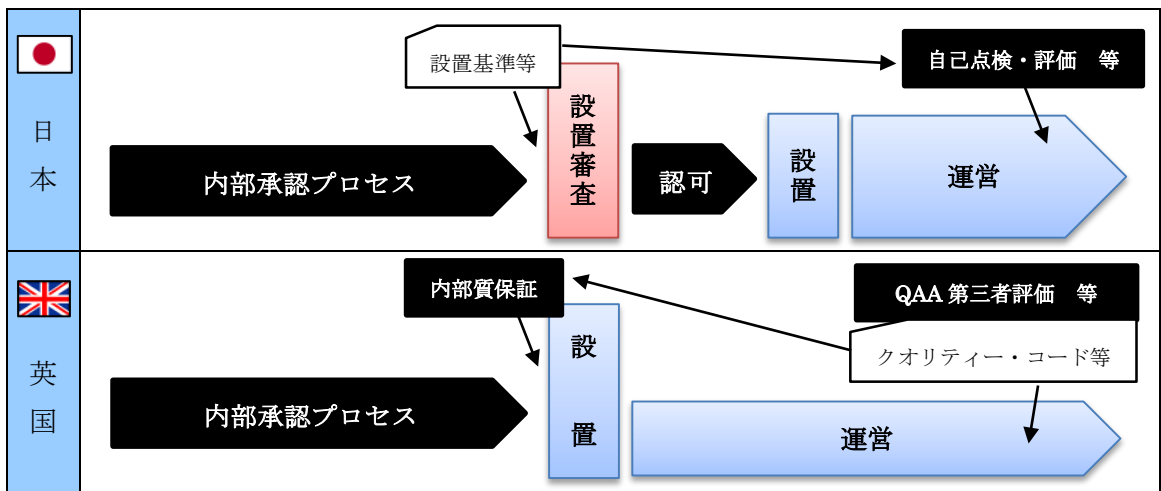 日本
設置基準等
自己点検・評価　等
内部承認プロセス
設置審査
認可
設置
運営
英国
内部質保証
QAA 第三者評価　等
クオリティー・コード等
内部承認プロセス
設置
運営